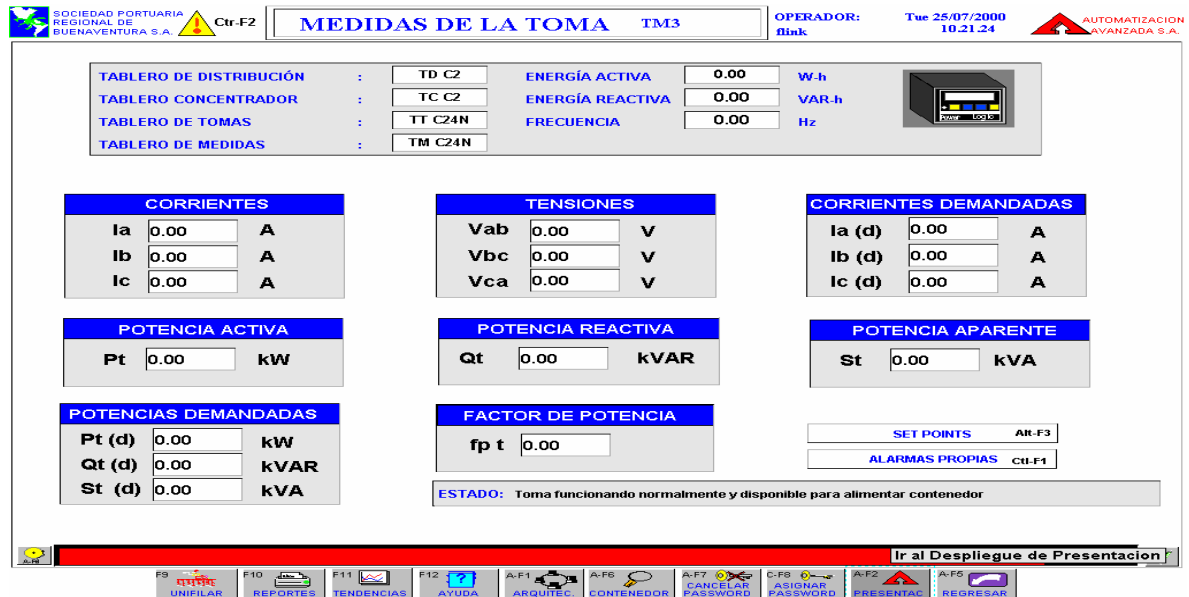 SOCIEDAD PORTUARIA
REGIONAL DE
BUENAVENTURA S.A.
Ctr-F2
MEDIDAS DE LA TOMA TM3
OPERADOR:
flink
Tue 25/07/2000
10.21.24
AUTOMATIZACION
AVANZADA S.A.
TABLERO DE DISTRIBUCIÓN : TD C2 ENERGÍA ACTIVA 0.00 W-h
TABLERO CONCENTRADOR : TC C2 ENERGÍA REACTIVA 0.00 VAR-h
TABLERO DE TOMAS : TT C24N FRECUENCIA 0.00 Hz
TABLERO DE MEDIDAS : TM C24N
Power Logic
CORRIENTES
Ia 0.00 A
Ib 0.00 A
Ic 0.00 A
TENSIONES
Vab 0.00 V
Vbc 0.00 V
Vca 0.00 V
CORRIENTES DEMANDADAS
Ia (d) 0.00 A
Ib (d) 0.00 A
Ic (d) 0.00 A
POTENCIA ACTIVA
Pt 0.00 kW
POTENCIA REACTIVA
Qt 0.00 kVAR
POTENCIA APARENTE
St 0.00 kVA
POTENCIAS DEMANDADAS
Pt (d) 0.00 kW
Qt (d) 0.00 kVAR
St (d) 0.00 kVA
FACTOR DE POTENCIA
fp t 0.00
SET POINTS Alt-F3
ALARMAS PROPIAS Ctl-F1
ESTADO: Toma funcionando normalmente y disponible para alimentar contenedor
Ir al Despliegue de Presentacion
F9 UNIFILAR
F10 REPORTES
F11 TENDENCIAS
F12 ? AYUDA
A-F1 ARQUITEC.
A-F6 CONTENEDOR
A-F7 CANCELAR PASSWORD
C-F8 ASIGNAR PASSWORD
A-F2 PRESENTAC
A-F5 REGRESAR